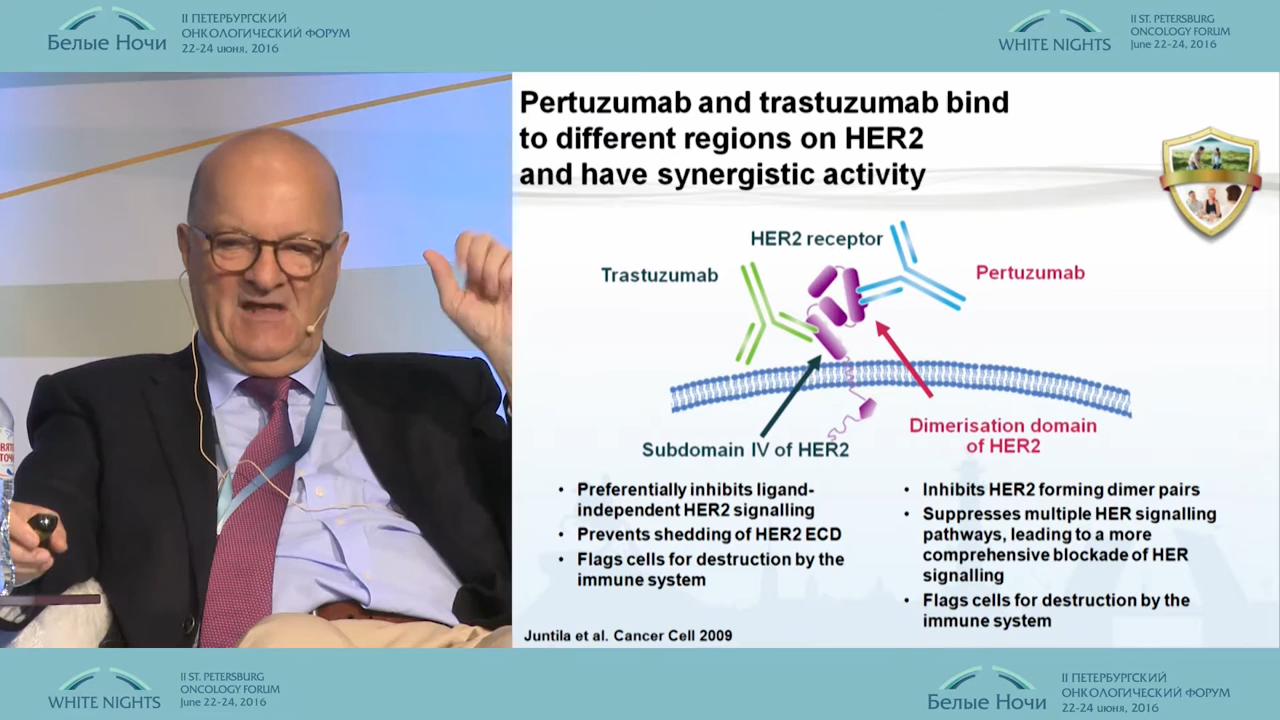 Белые Ночи
II ПЕТЕРБУРГСКИЙ
ОНКОЛОГИЧЕСКИЙ ФОРУМ
22-24 июня, 2016
WHITE NIGHTS
II ST. PETERSBURG
ONCOLOGY FORUM
June 22-24, 2016
Pertuzumab and trastuzumab bind
to different regions on HER2
and have synergistic activity
HER2 receptor
Trastuzumab
Pertuzumab
Subdomain IV of HER2
Dimerisation domain
of HER2
• Preferentially inhibits ligand-
independent HER2 signalling
• Prevents shedding of HER2 ECD
• Flags cells for destruction by the
immune system
• Inhibits HER2 forming dimer pairs
• Suppresses multiple HER signalling
pathways, leading to a more
comprehensive blockade of HER
signalling
• Flags cells for destruction by the
immune system
Juntila et al. Cancer Cell 2009
WHITE NIGHTS
II ST. PETERSBURG
ONCOLOGY FORUM
June 22-24, 2016
Белые Ночи
II ПЕТЕРБУРГСКИЙ
ОНКОЛОГИЧЕСКИЙ ФОРУМ
22-24 июня, 2016